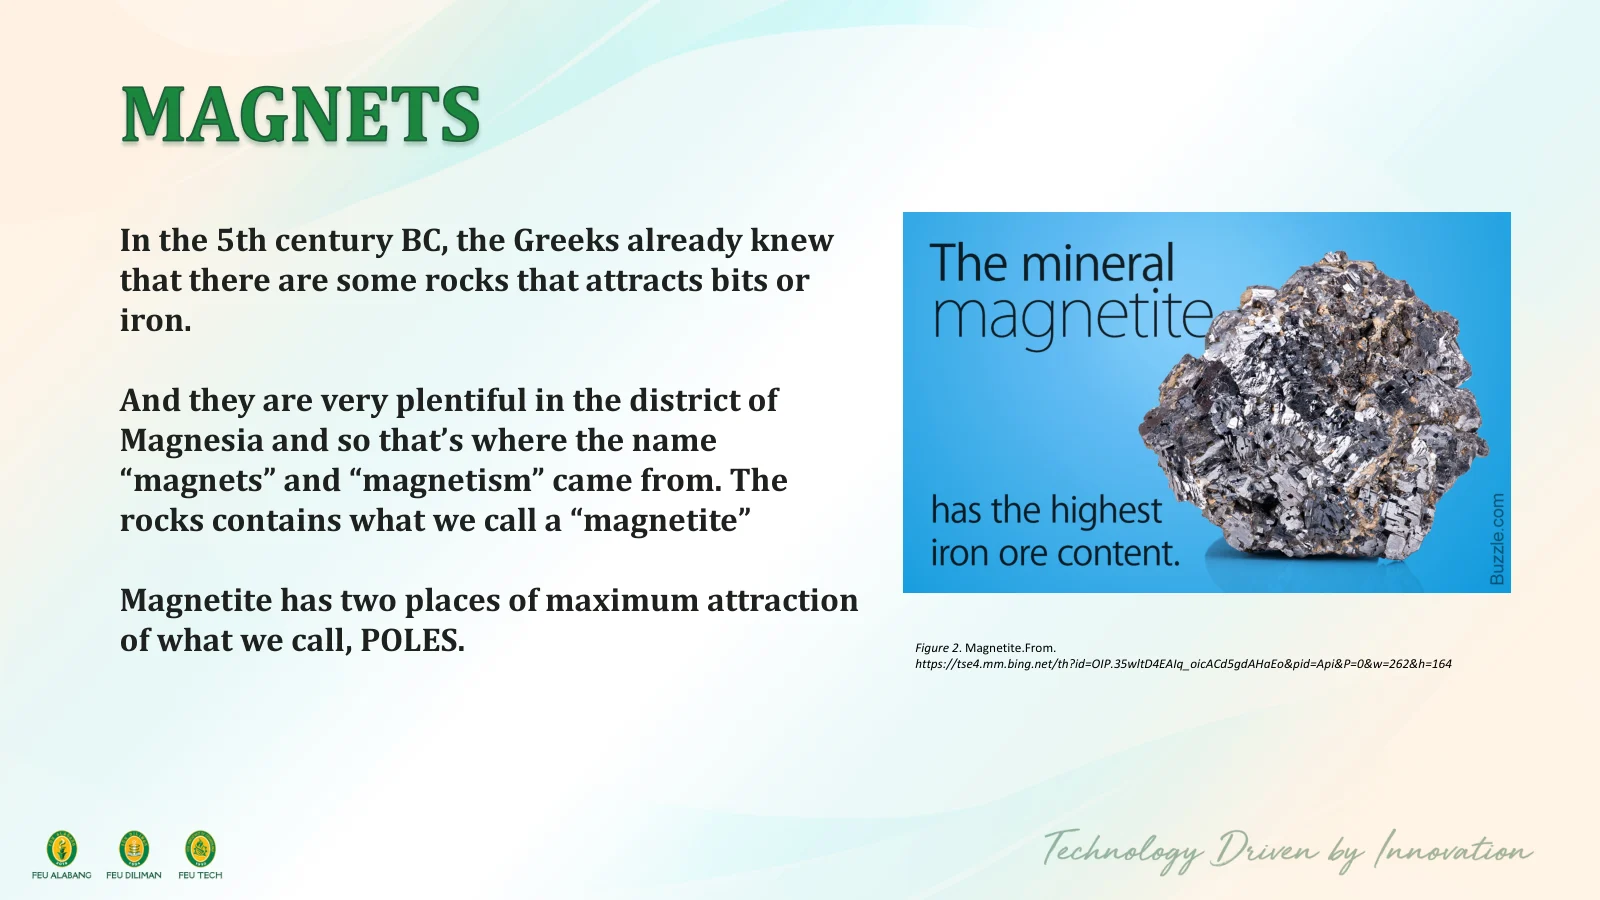 MAGNETS
In the 5th century BC, the Greeks already knew
that there are some rocks that attracts bits or
iron.
And they are very plentiful in the district of
Magnesia and so that’s where the name
“magnets” and “magnetism” came from. The
rocks contains what we call a “magnetite”
Magnetite has two places of maximum attraction
of what we call, POLES.
The mineral
magnetite
has the highest
iron ore content.
Buzzle.com
Figure 2. Magnetite.From.
https://tse4.mm.bing.net/th?id=OIP.35wltD4EAIq_oicACd5gdAHaEo&pid=Api&P=0&w=262&h=164
FEU ALABANG
FEU DILIMAN
FEU TECH
Technology Driven by Innovation